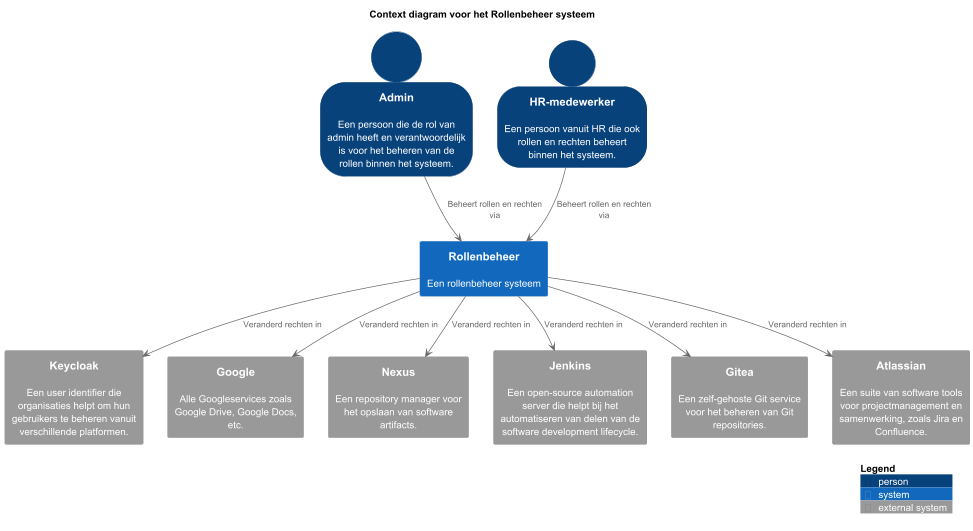 Context diagram voor het Rollenbeheer systeem
Admin
Een persoon die de rol van
admin heeft en verantwoordelijk
is voor het beheren van de
rollen binnen het systeem.
HR-medewerker
Een persoon vanuit HR die ook
rollen en rechten beheert
binnen het systeem.
Beheert rollen en rechten
via
Beheert rollen en rechten
via
Rollenbeheer
Een rollenbeheer systeem
Veranderd rechten in
Veranderd rechten in
Veranderd rechten in
Veranderd rechten in
Veranderd rechten in
Veranderd rechten in
Keycloak
Een user identifier die
organisaties helpt om hun
gebruikers te beheren vanuit
verschillende platformen.
Google
Alle Googleservices zoals
Google Drive, Google Docs,
etc.
Nexus
Een repository manager voor
het opslaan van software
artifacts.
Jenkins
Een open-source automation
server die helpt bij het
automatiseren van delen van de
software development lifecycle.
Gitea
Een zelf-gehoste Git service
voor het beheren van Git
repositories.
Atlassian
Een suite van software tools
voor projectmanagement en
samenwerking, zoals Jira en
Confluence.
Legend
person
system
external system